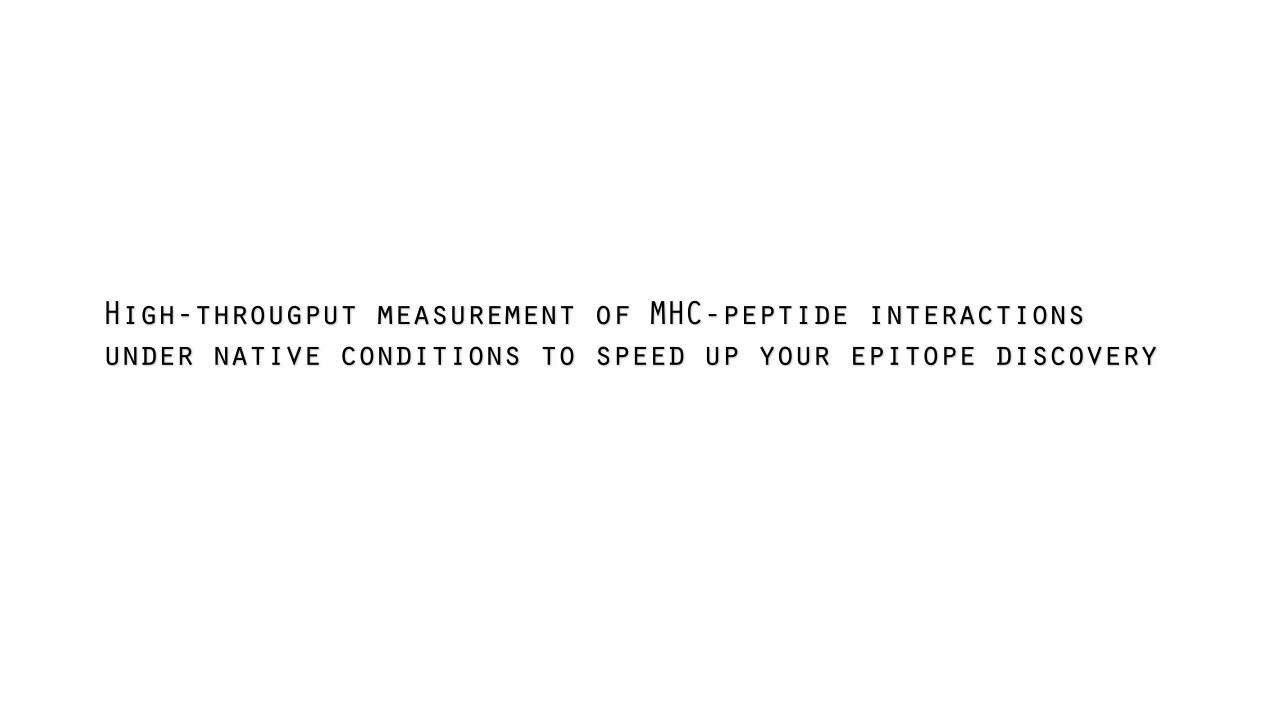 High-througput measurement of MHC-peptide interactions
under native conditions to speed up your epitope discovery